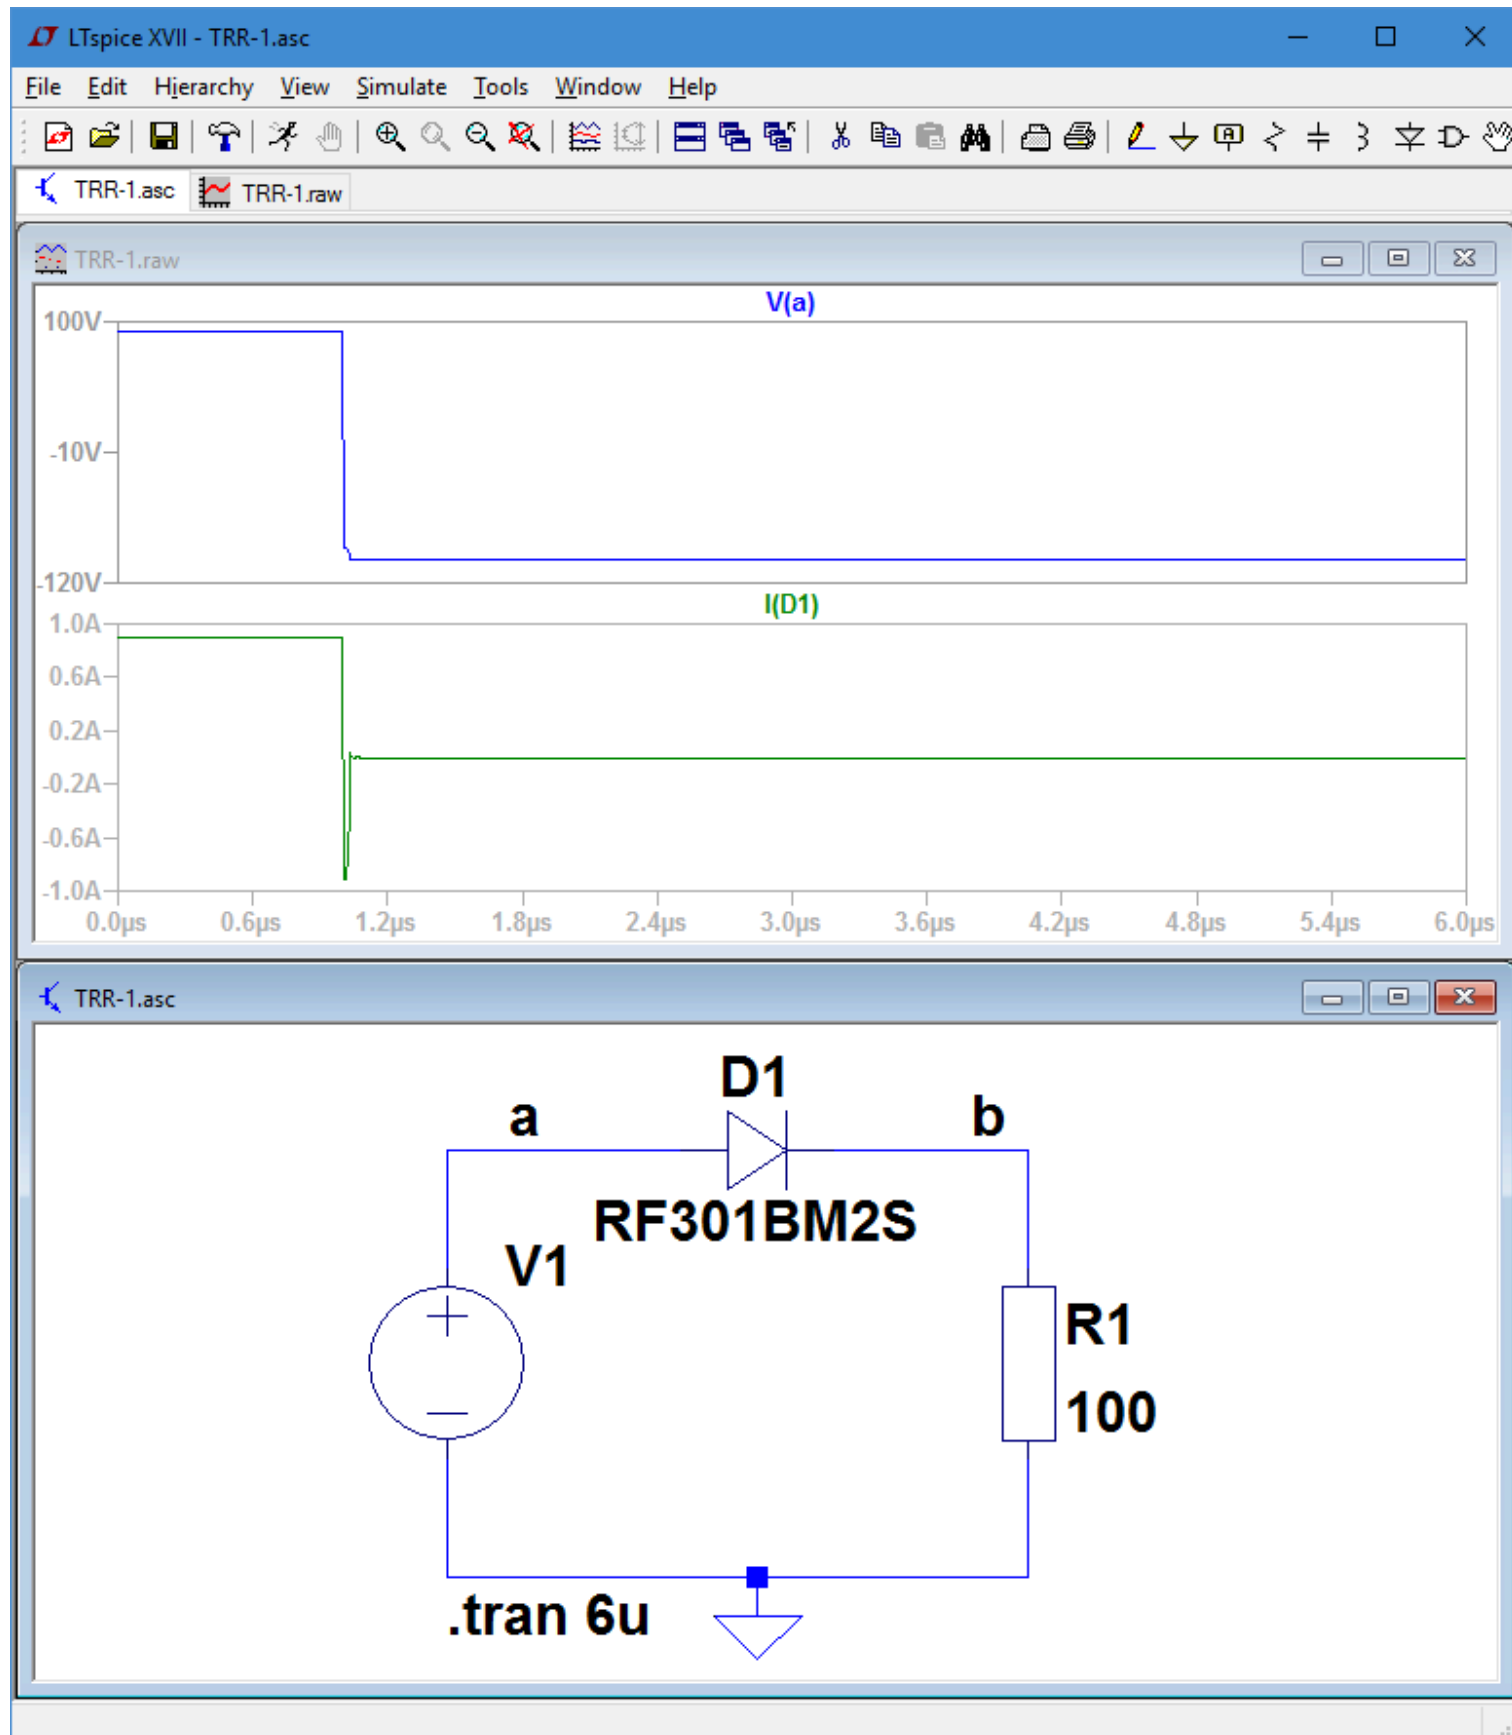 LTspice XVII - TRR-1.asc
File Edit Hierarchy View Simulate Tools Window Help
TRR-1.asc TRR-1.raw
TRR-1.raw
V(a)
100V
-10V
-120V
I(D1)
1.0A
0.6A
0.2A
-0.2A
-0.6A
-1.0A
0.0µs 0.6µs 1.2µs 1.8µs 2.4µs 3.0µs 3.6µs 4.2µs 4.8µs 5.4µs 6.0µs
TRR-1.asc
D1
a b
RF301BM2S
V1
R1
100
.tran 6u